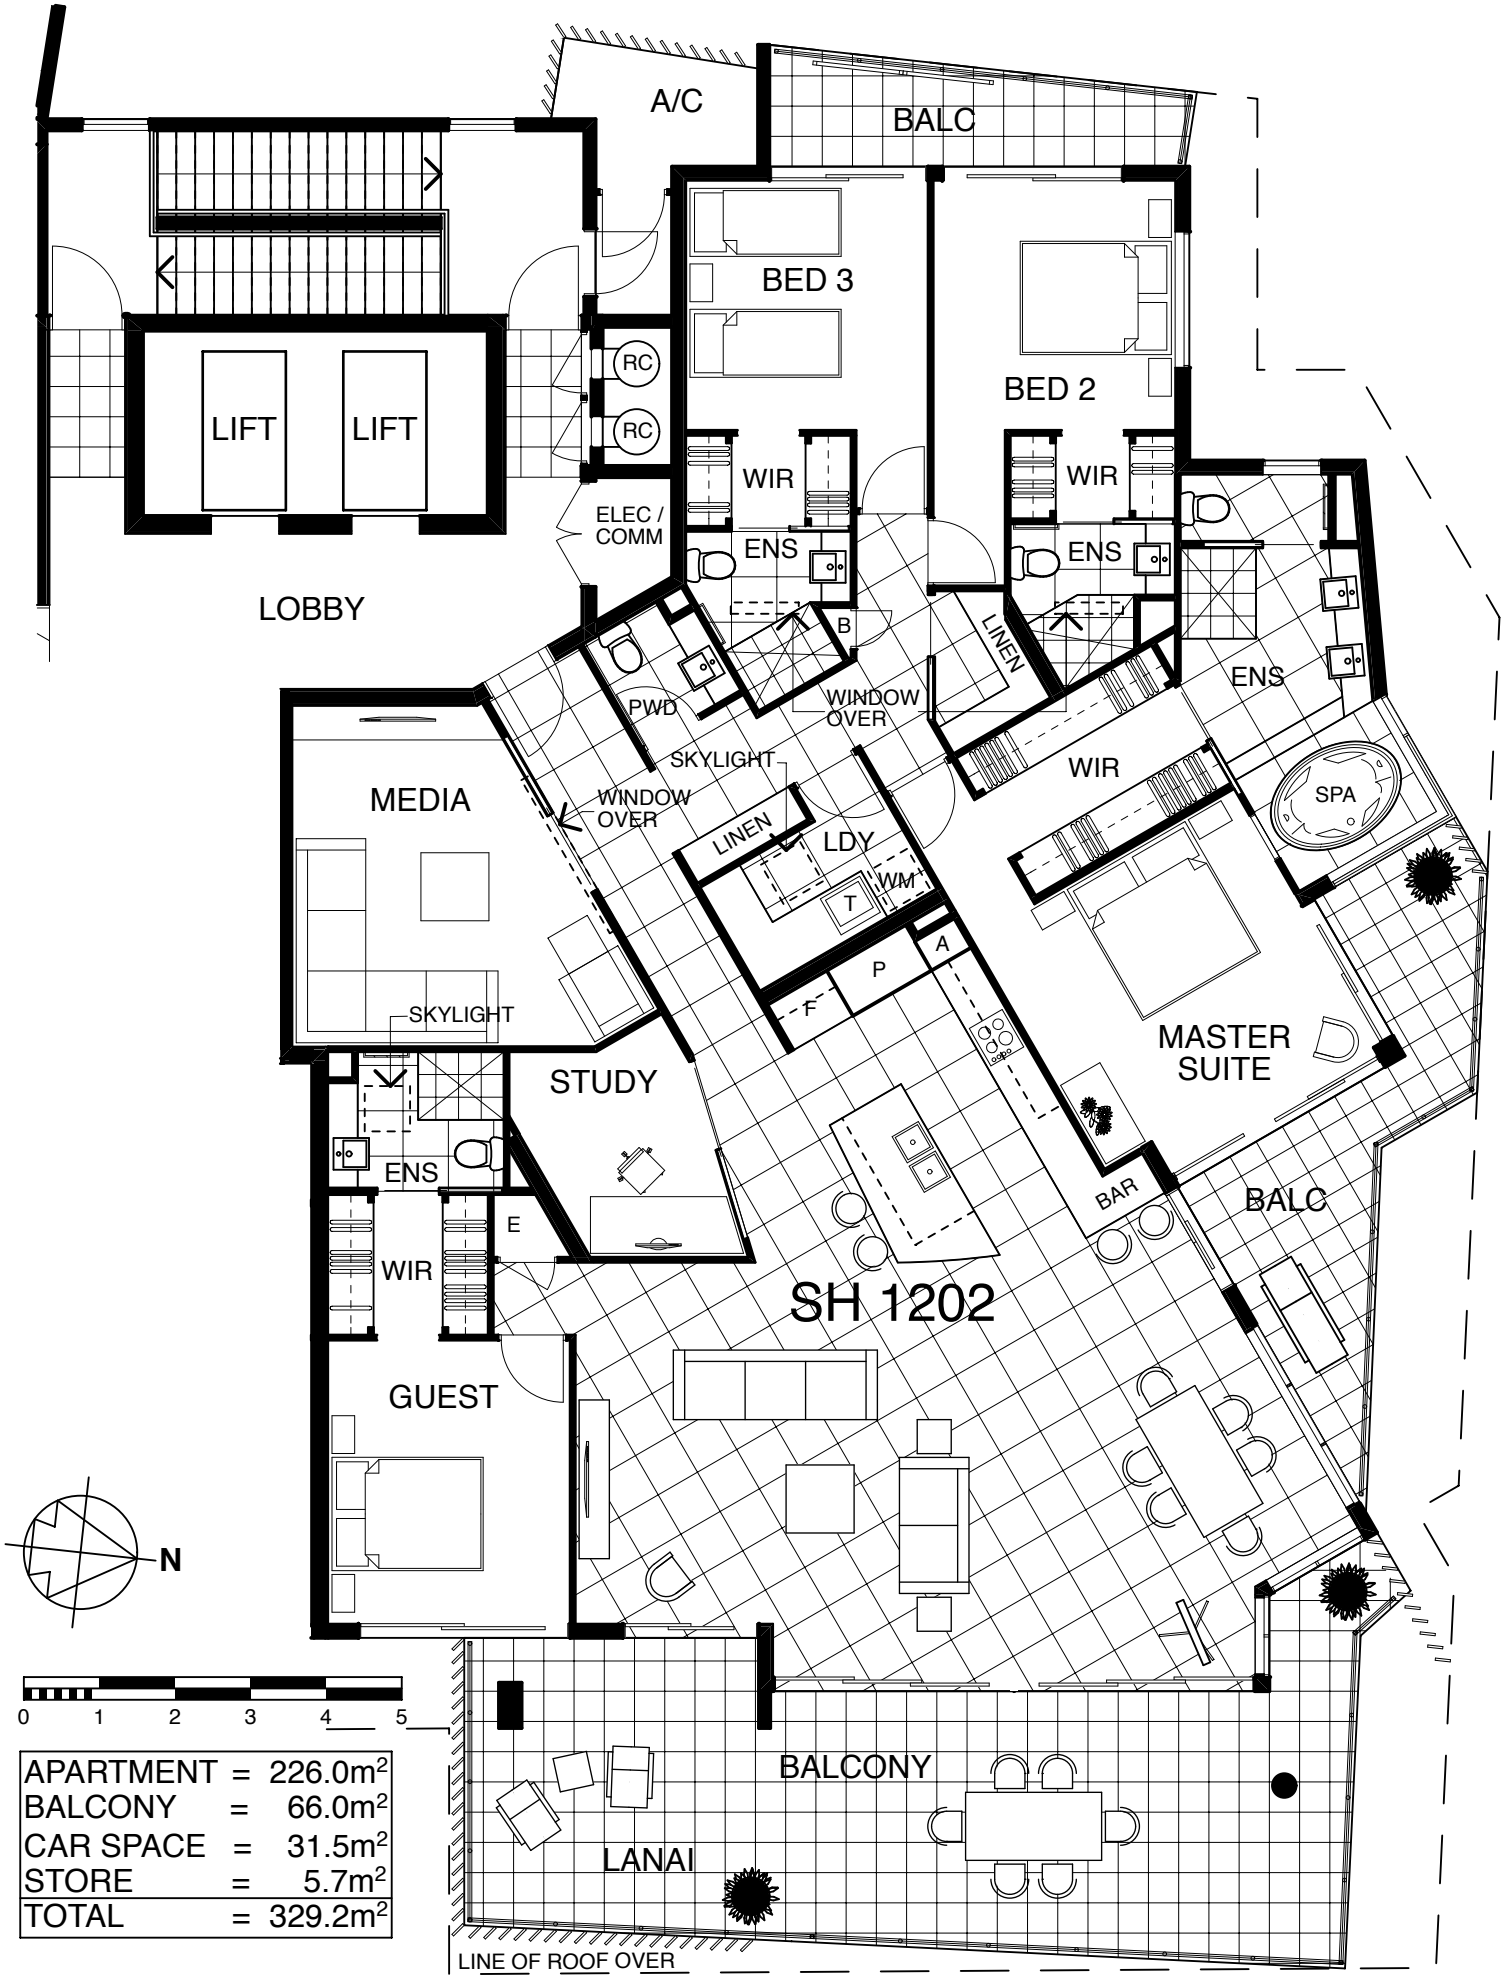 A/C
BALC
BED 3
BED 2
RC
RC
LIFT
LIFT
WIR
WIR
ELEC /
COMM
ENS
ENS
LOBBY
B
LINEN
ENS
PWD
WINDOW
OVER
SKYLIGHT
WIR
MEDIA
WINDOW
OVER
SPA
LINEN
LDY
WM
T
A
P
F
SKYLIGHT
MASTER
SUITE
STUDY
ENS
BAR
BALC
E
WIR
SH 1202
GUEST
N
0 1 2 3 4 5
APARTMENT = 226.0m²
BALCONY = 66.0m²
CAR SPACE = 31.5m²
STORE = 5.7m²
TOTAL = 329.2m²
BALCONY
LANAI
LINE OF ROOF OVER